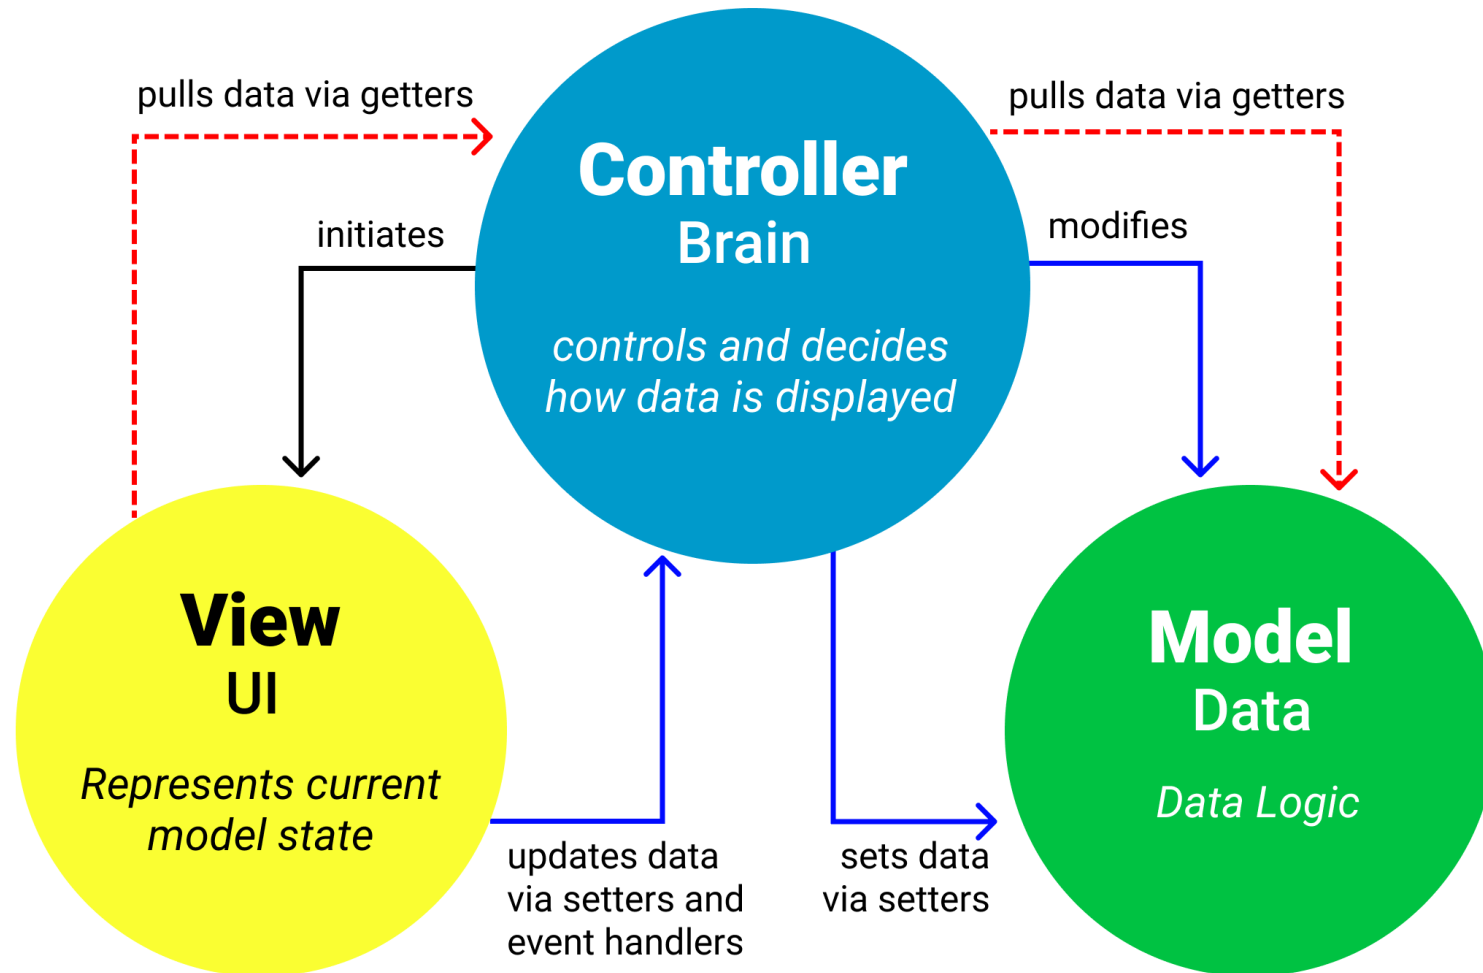 pulls data via getters
pulls data via getters
Controller
Brain
controls and decides
how data is displayed
initiates
modifies
View
UI
Represents current
model state
Model
Data
Data Logic
updates data
via setters and
event handlers
sets data
via setters